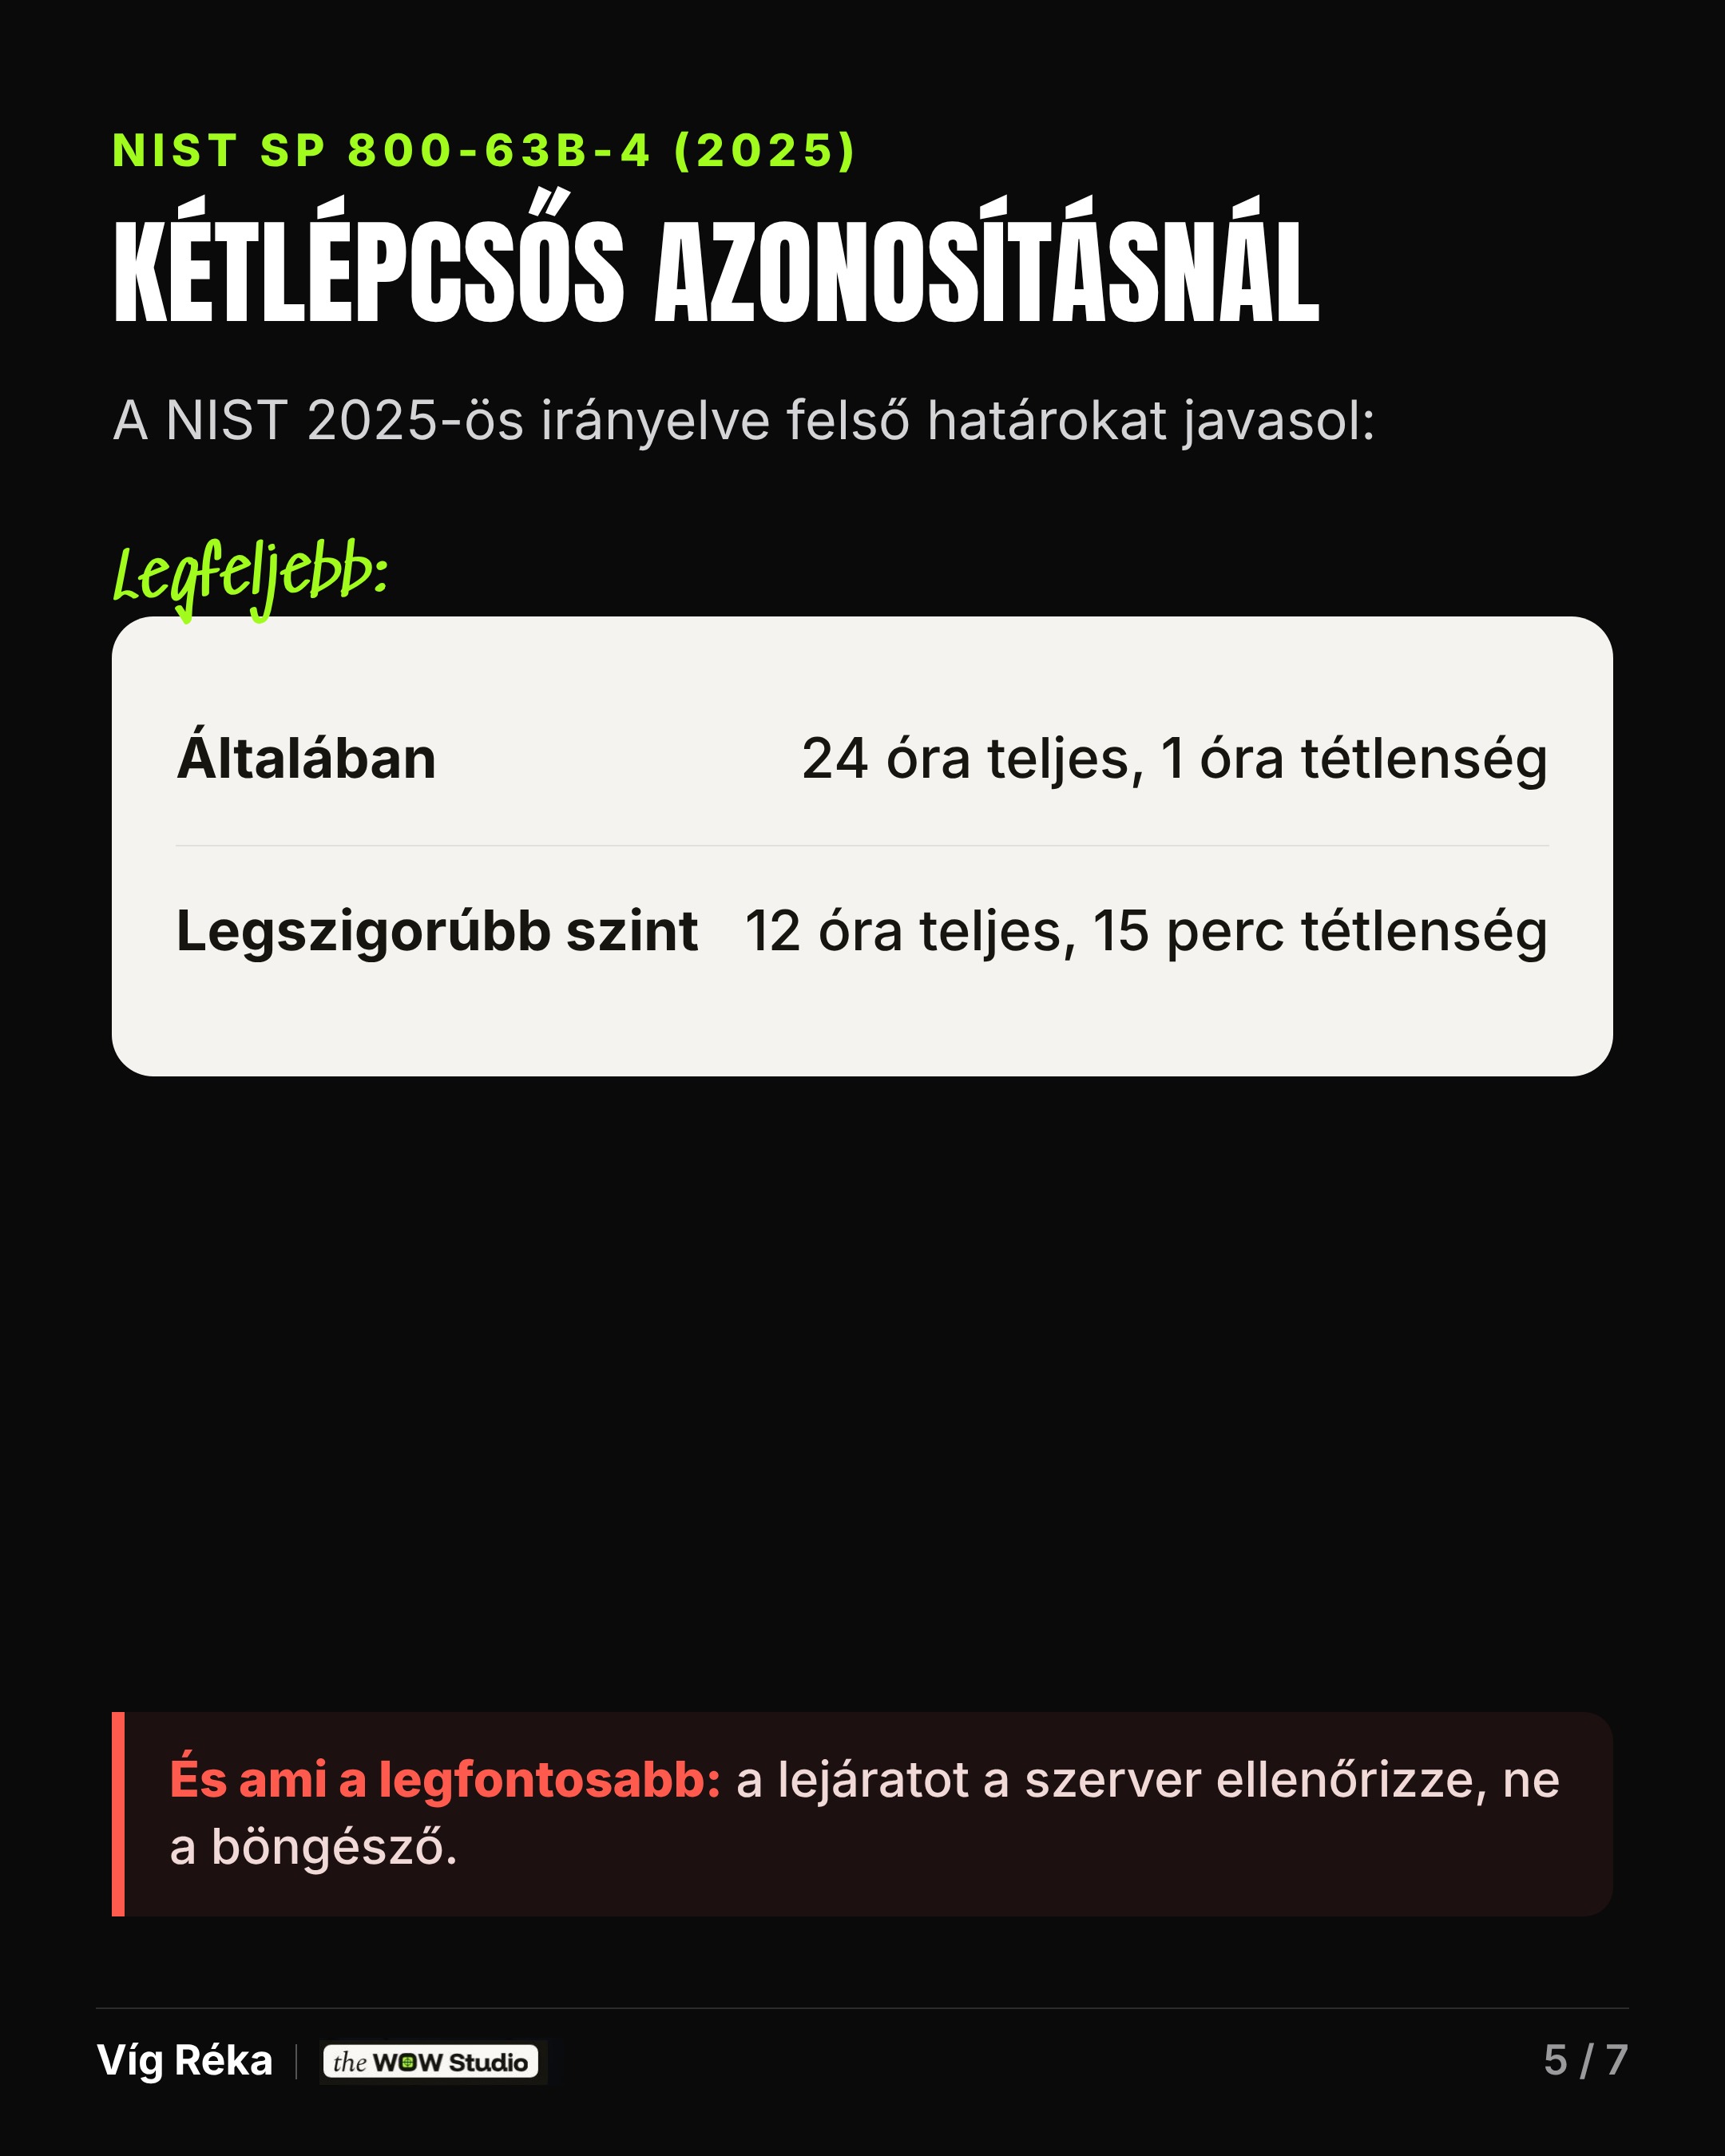 NIST SP 800-63B-4 (2025)
KÉTLÉPCSŐS AZONOSÍTÁSNÁL
A NIST 2025-ös irányelve felső határokat javasol:
Legfeljebb:
Általában 24 óra teljes, 1 óra tétlenség
Legszigorúbb szint 12 óra teljes, 15 perc tétlenség
És ami a legfontosabb: a lejáratot a szerver ellenőrizze, ne
a böngésző.
Víg Réka the WOW Studio 5 / 7